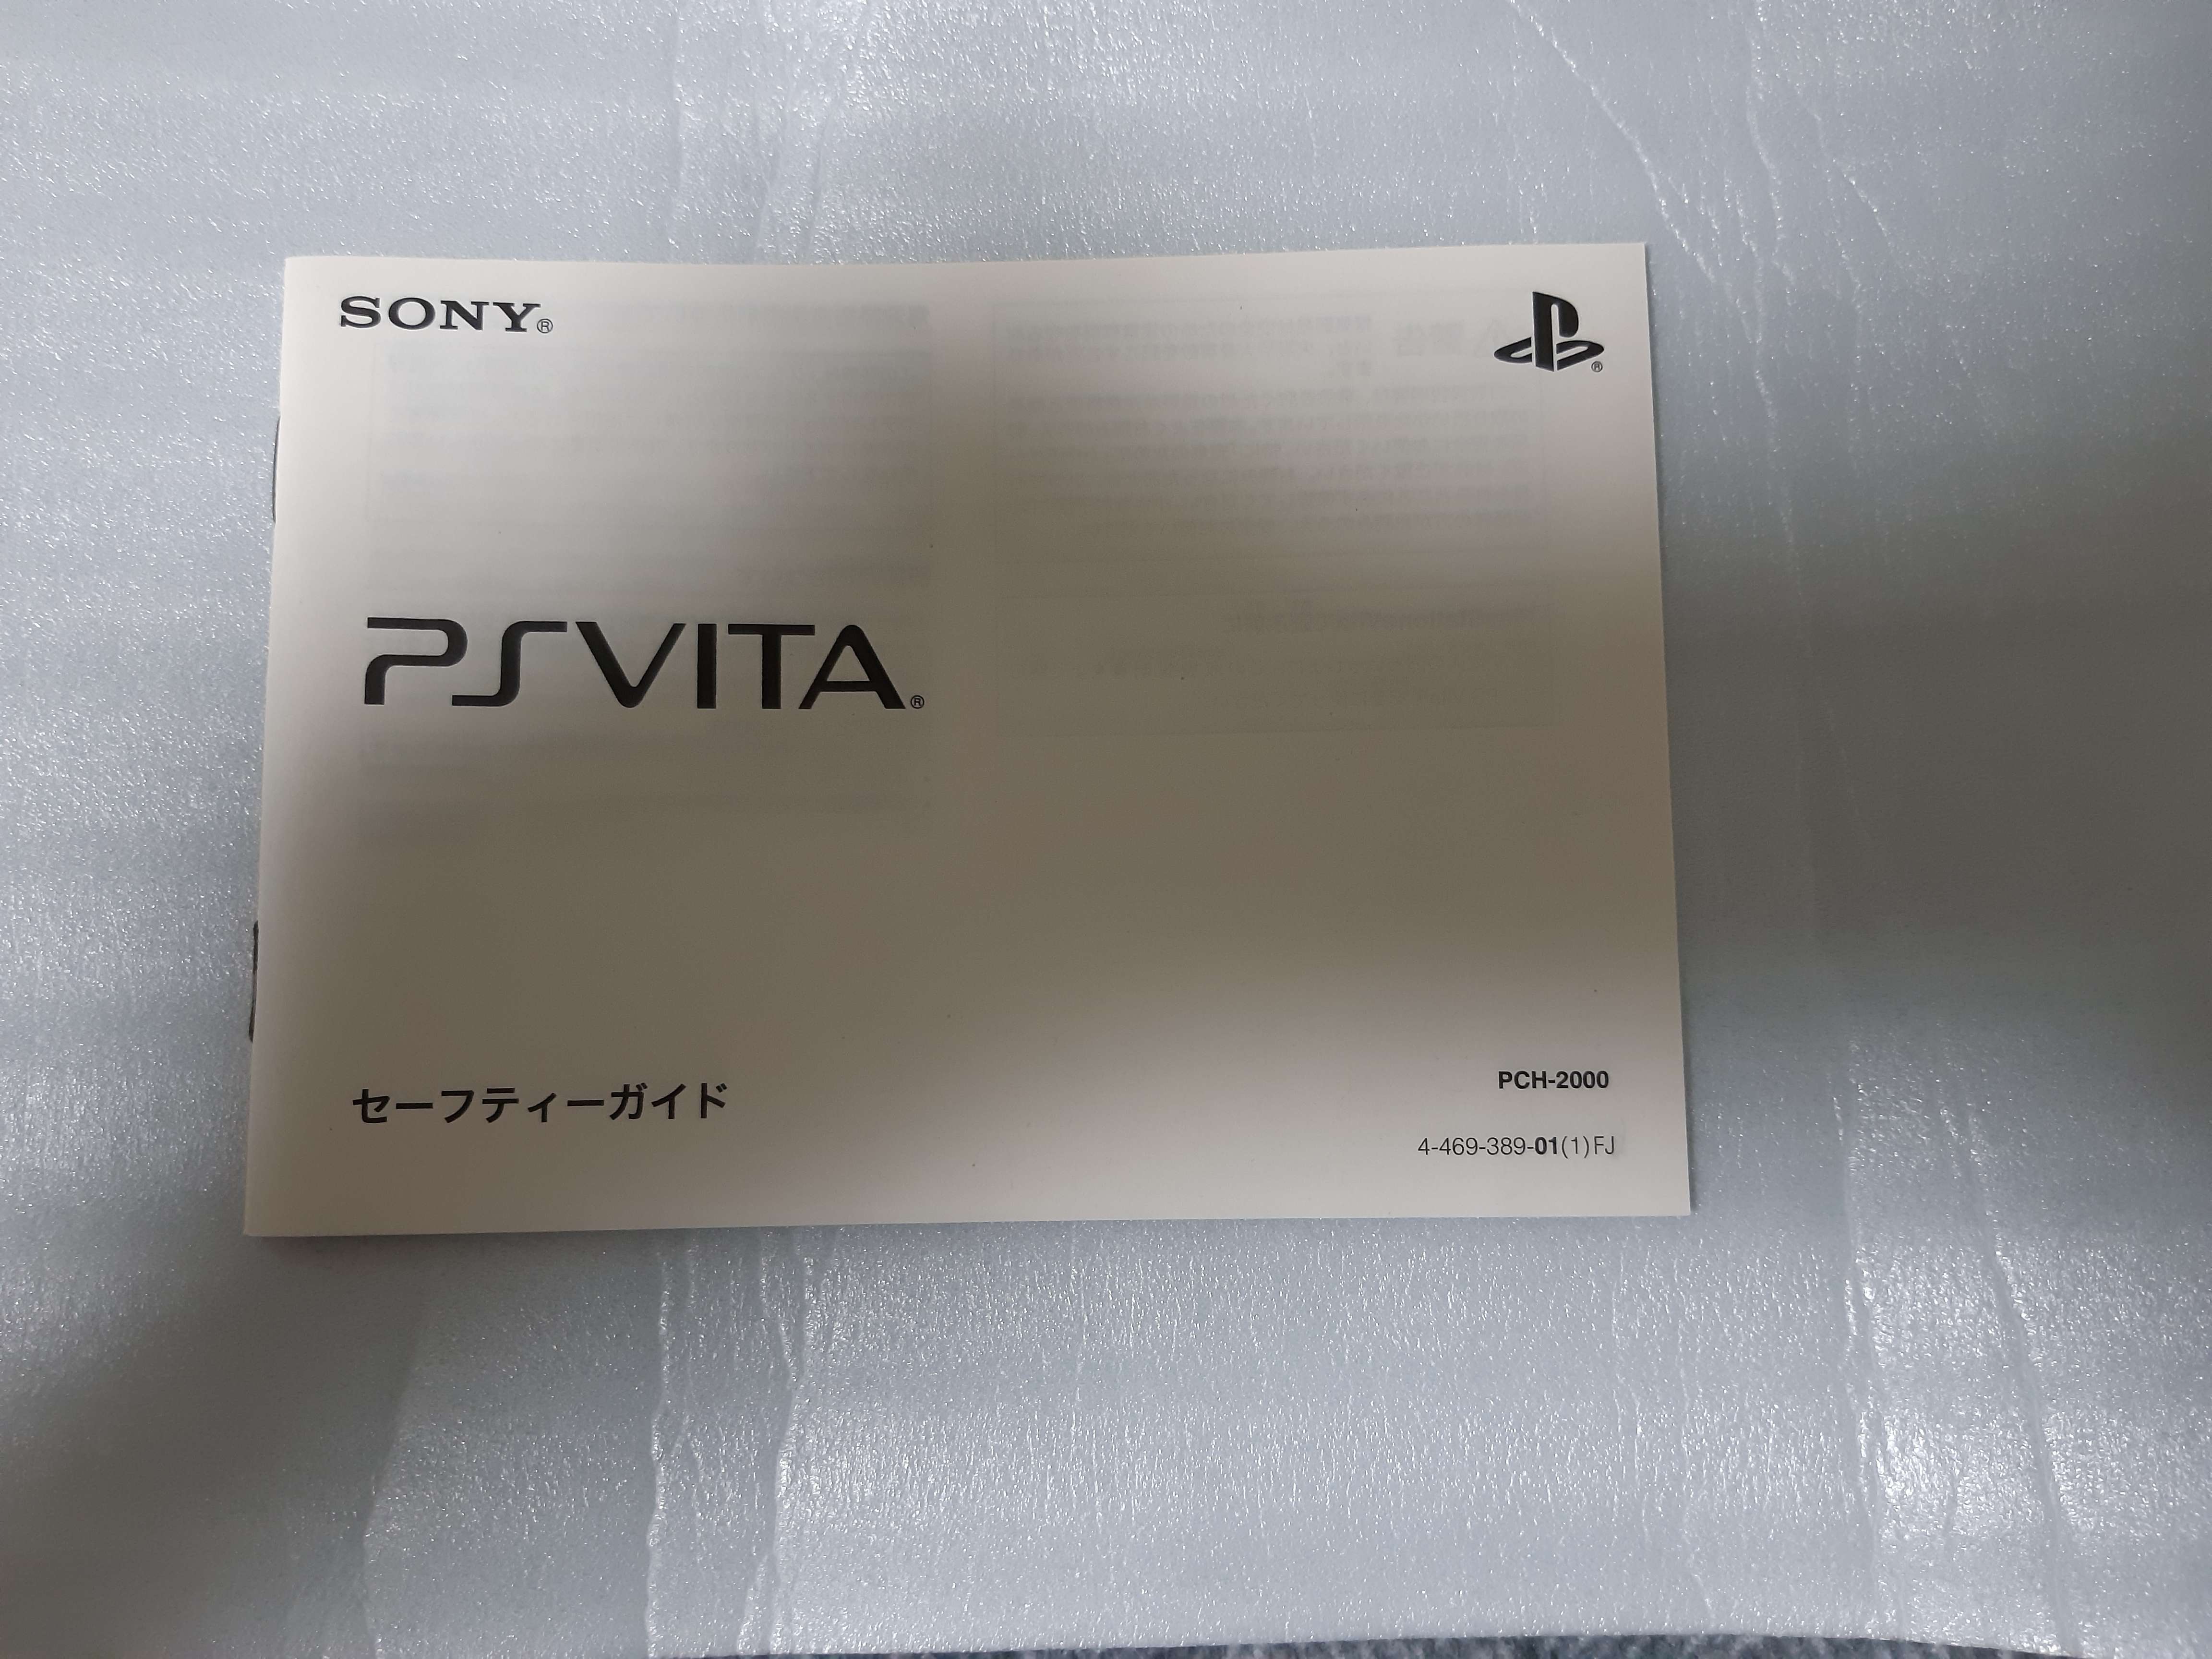 SONY®
PSVITA®
セーフティーガイド
PCH-2000
4-469-389-01(1)FJ